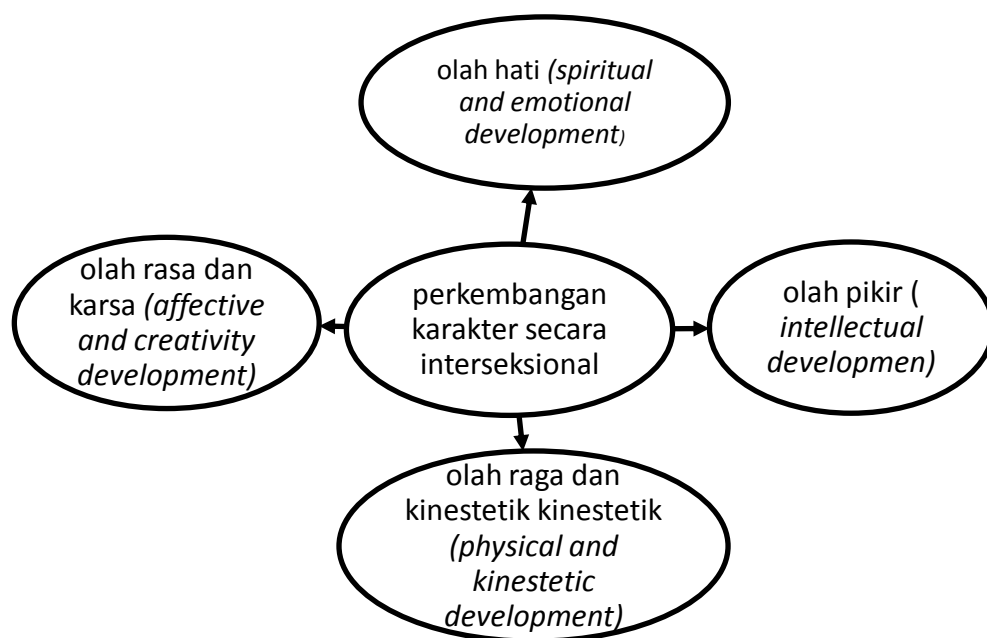 olah hati (spiritual
and emotional
development)
olah rasa dan
karsa (affective
and creativity
development)
perkembangan
karakter secara
interseksional
olah pikir (
intellectual
developmen)
olah raga dan
kinestetik kinestetik
(physical and
kinestetic
development)